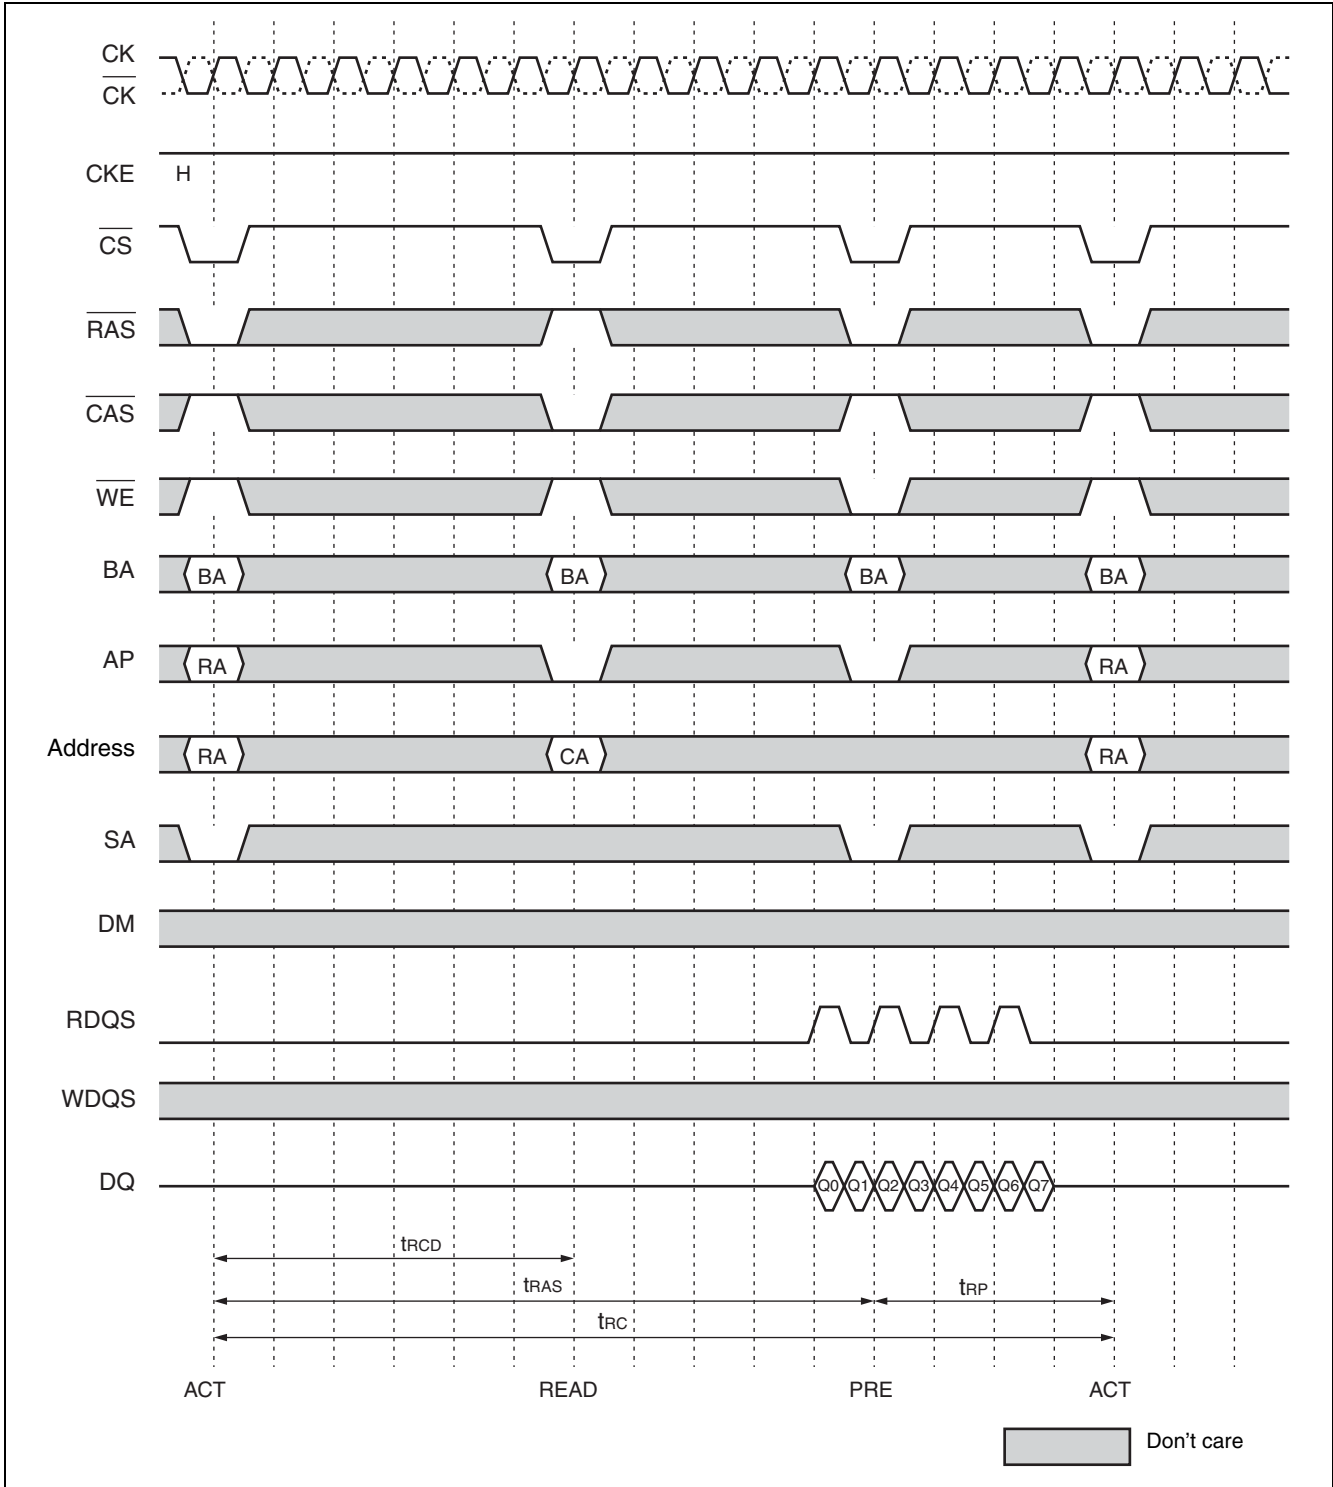 CK
CK
CKE H
CS
RAS
CAS
WE
BA BA BA BA BA
AP RA RA
Address RA CA RA
SA
DM
RDQS
WDQS
DQ Q0 Q1 Q2 Q3 Q4 Q5 Q6 Q7
tRCD
tRAS tRP
tRC
ACT READ PRE ACT
Don't care